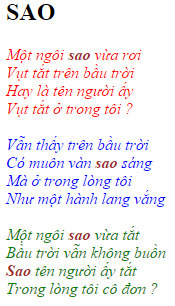 SAO
Một ngôi sao vừa rơi
Vụt tắt trên bầu trời
Hay là tên người ấy
Vụt tắt ở trong tôi ?
Vẫn thấy trên bầu trời
Có muôn vàn sao sáng
Mà ở trong lòng tôi
Như một hành lang vắng
Một ngôi sao vừa tắt
Bầu trời vẫn không buồn
Sao tên người ấy tắt
Trong lòng tôi cô đơn ?